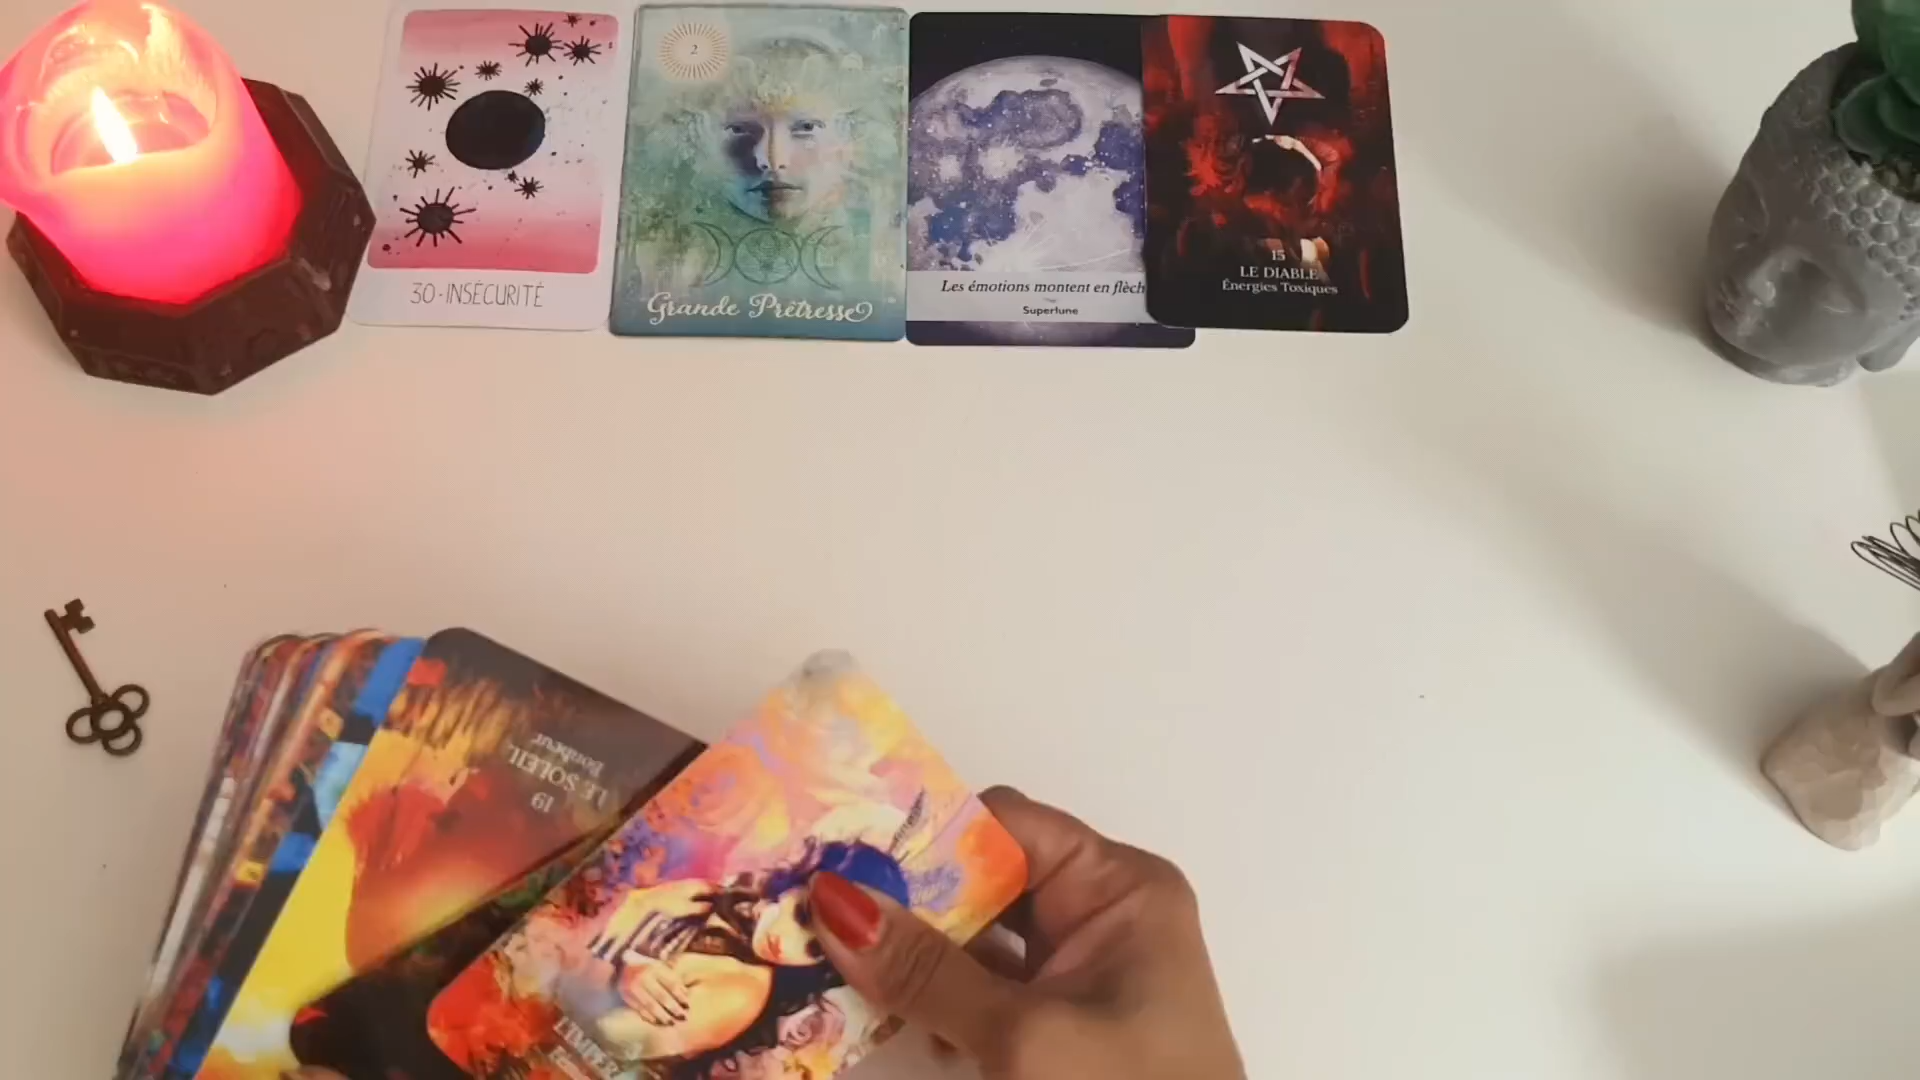 30-INSÉCURITÉ
2
Grande Prêtresse
Les émotions montent en flèch
Superlune
15
LE DIABLE
Énergies Toxiques
19
LE SOLEIL
Bonheur